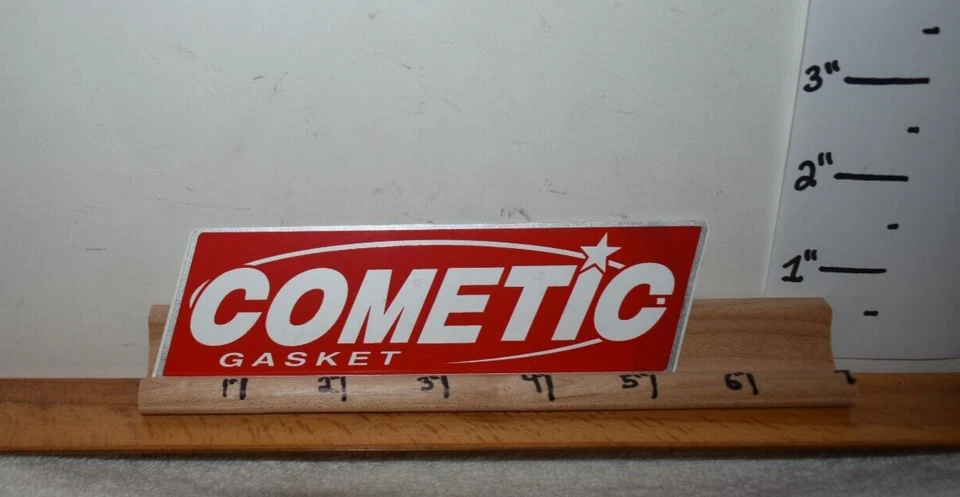 3"
2"
1"
COMETIC
GASKET
1" 2" 3" 4" 5" 6" 7